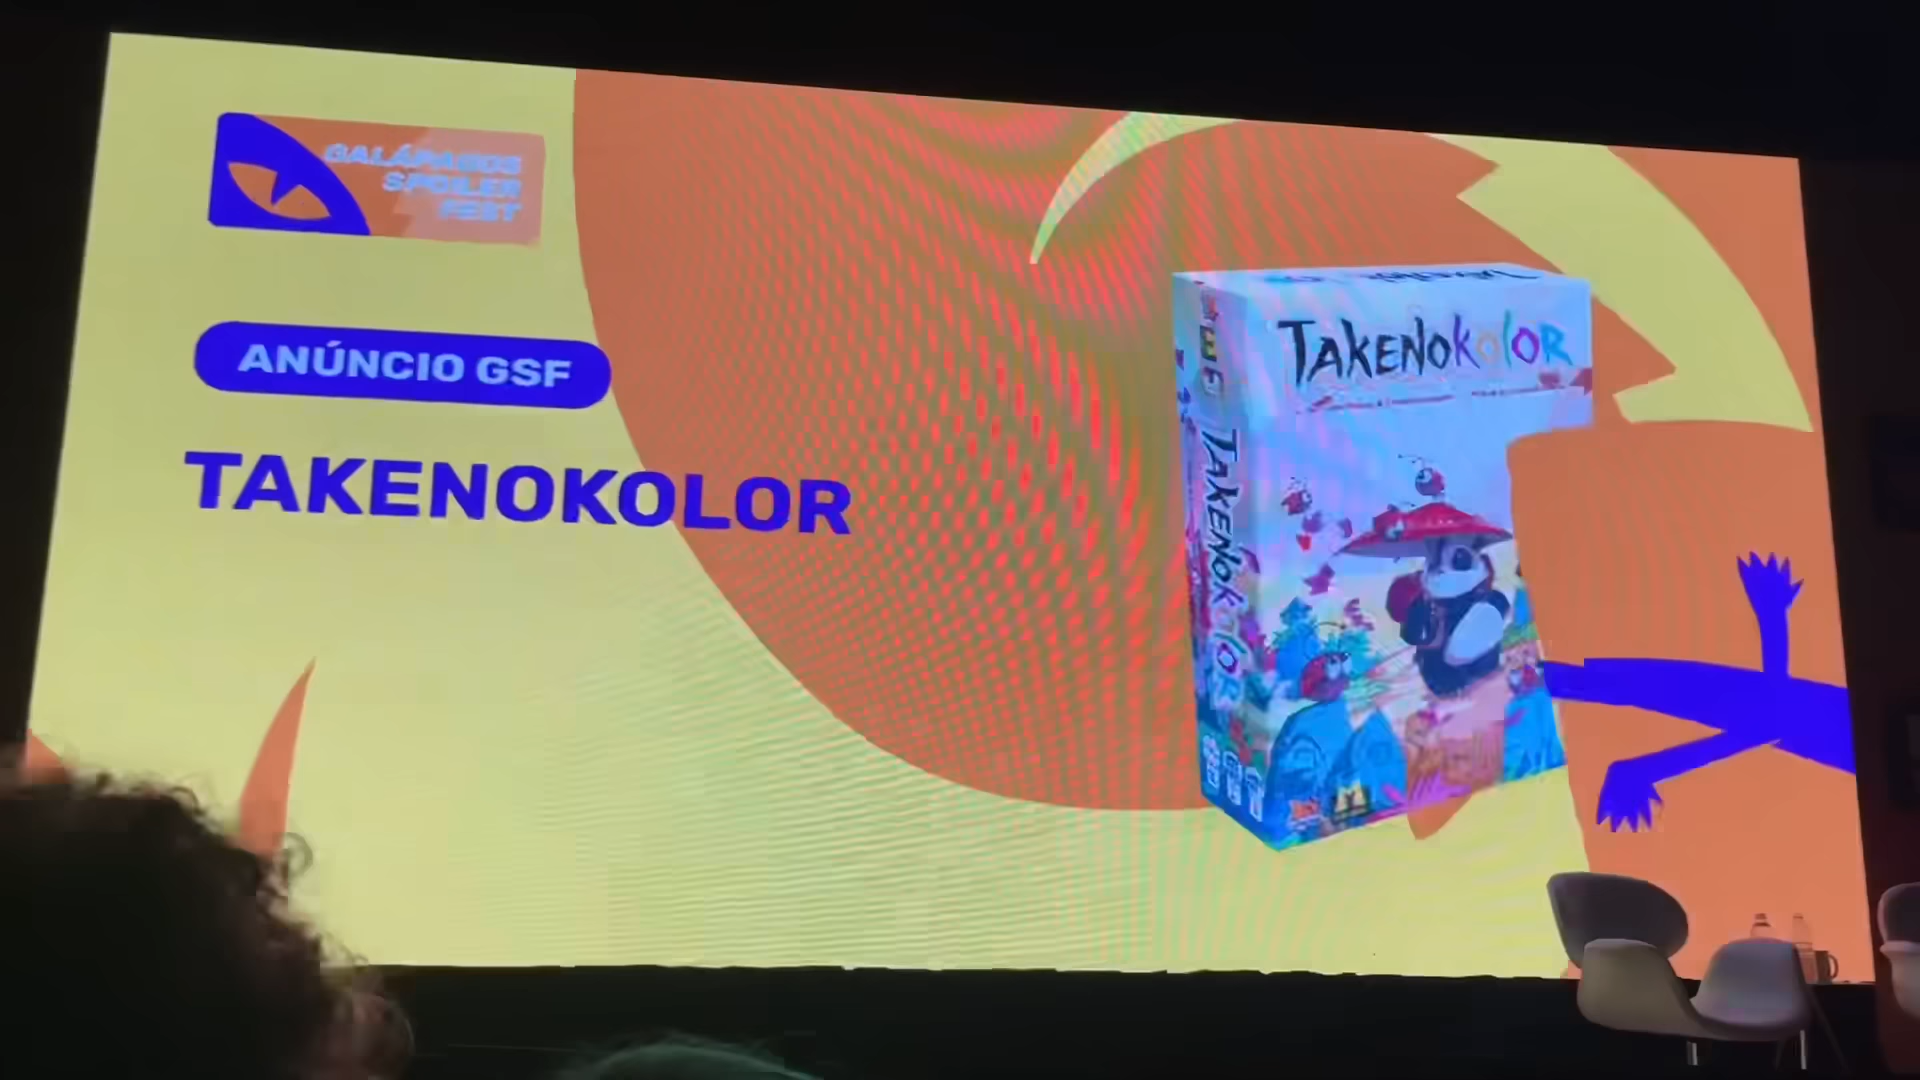 GALÁPAGOS
SPOILER
FEST
ANÚNCIO GSF
TAKENOKOLOR
TAKENOKOLOR
TAKENOKOLOR